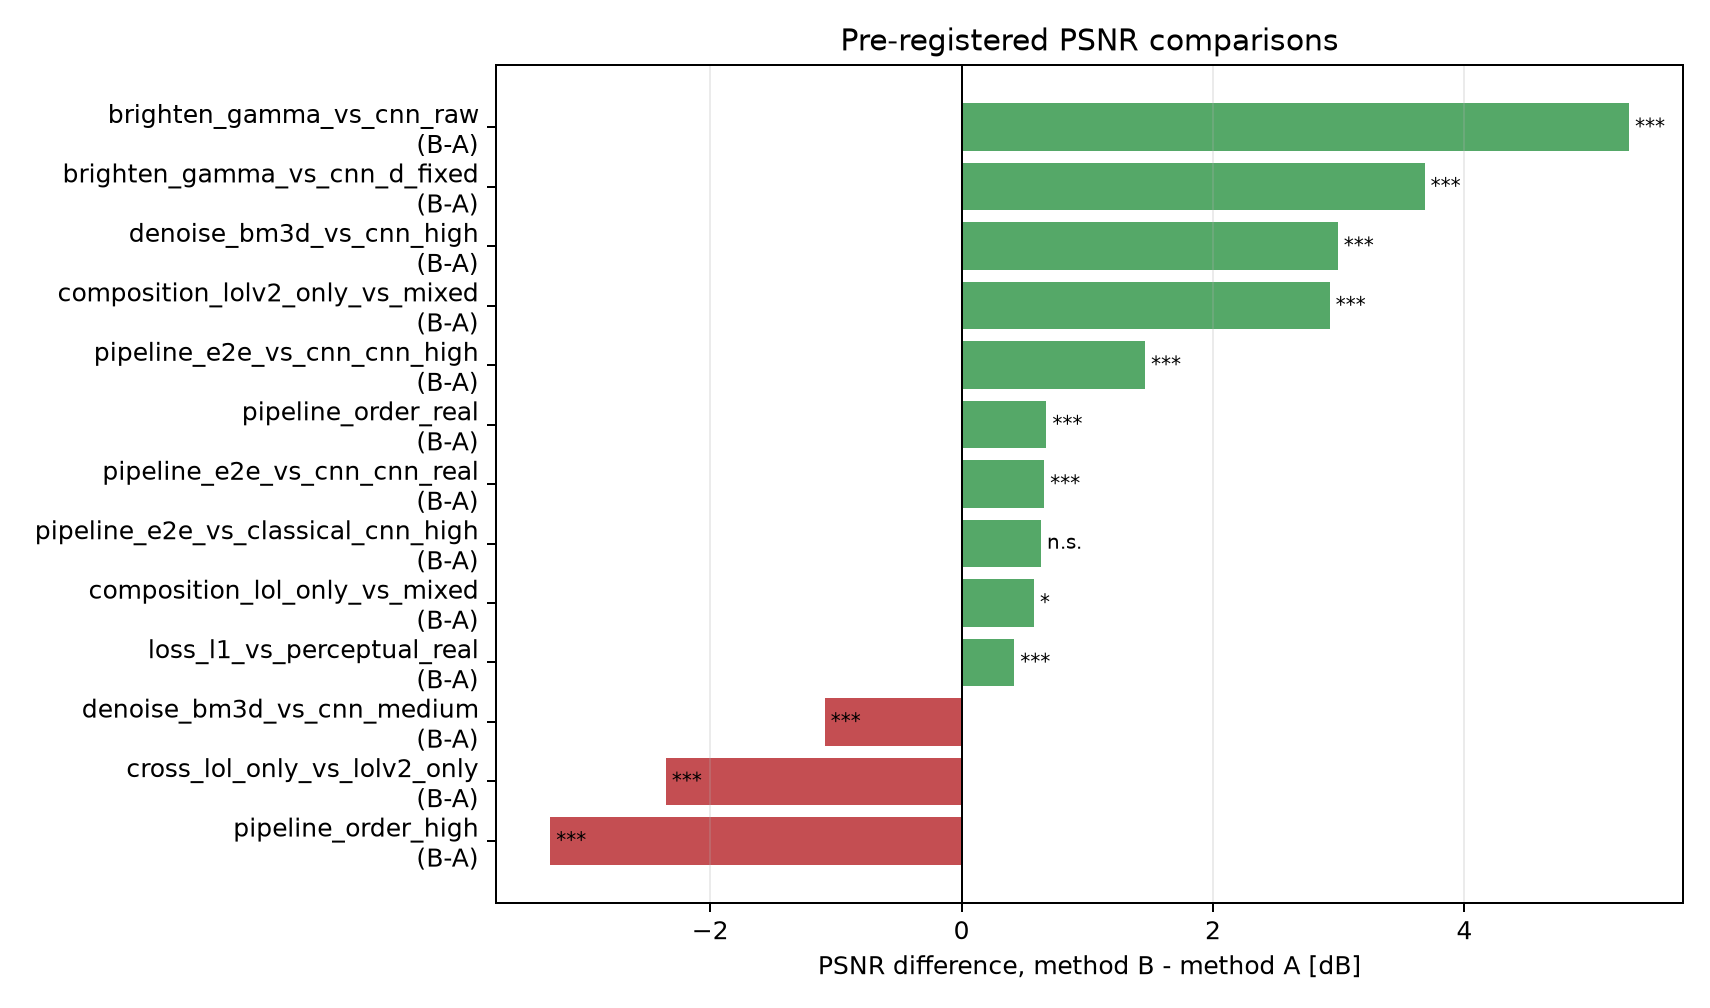 Pre-registered PSNR comparisons
brighten_gamma_vs_cnn_raw
(B-A)
***
brighten_gamma_vs_cnn_d_fixed
(B-A)
***
denoise_bm3d_vs_cnn_high
(B-A)
***
composition_lolv2_only_vs_mixed
(B-A)
***
pipeline_e2e_vs_cnn_cnn_high
(B-A)
***
pipeline_order_real
(B-A)
***
pipeline_e2e_vs_cnn_cnn_real
(B-A)
***
pipeline_e2e_vs_classical_cnn_high
(B-A)
n.s.
composition_lol_only_vs_mixed
(B-A)
*
loss_l1_vs_perceptual_real
(B-A)
***
denoise_bm3d_vs_cnn_medium
(B-A)
***
cross_lol_only_vs_lolv2_only
(B-A)
***
pipeline_order_high
(B-A)
***
−2 0 2 4
PSNR difference, method B - method A [dB]